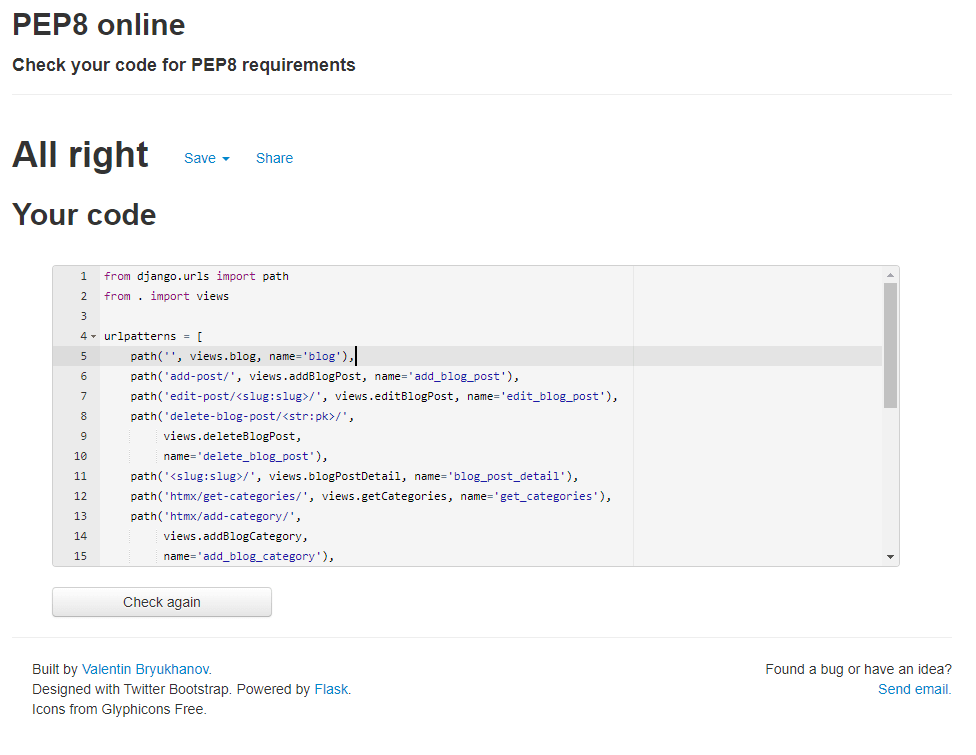 PEP8 online
Check your code for PEP8 requirements
All right Save Share
Your code
1 from django.urls import path
2 from . import views
3
4 urlpatterns = [
5     path('', views.blog, name='blog'),
6     path('add-post/', views.addBlogPost, name='add_blog_post'),
7     path('edit-post/<slug:slug>/', views.editBlogPost, name='edit_blog_post'),
8     path('delete-blog-post/<str:pk>/',
9          views.deleteBlogPost,
10          name='delete_blog_post'),
11     path('<slug:slug>/', views.blogPostDetail, name='blog_post_detail'),
12     path('htmx/get-categories/', views.getCategories, name='get_categories'),
13     path('htmx/add-category/',
14          views.addBlogCategory,
15          name='add_blog_category'),
Check again
Built by Valentin Bryukhanov. Found a bug or have an idea?
Designed with Twitter Bootstrap. Powered by Flask. Send email.
Icons from Glyphicons Free.